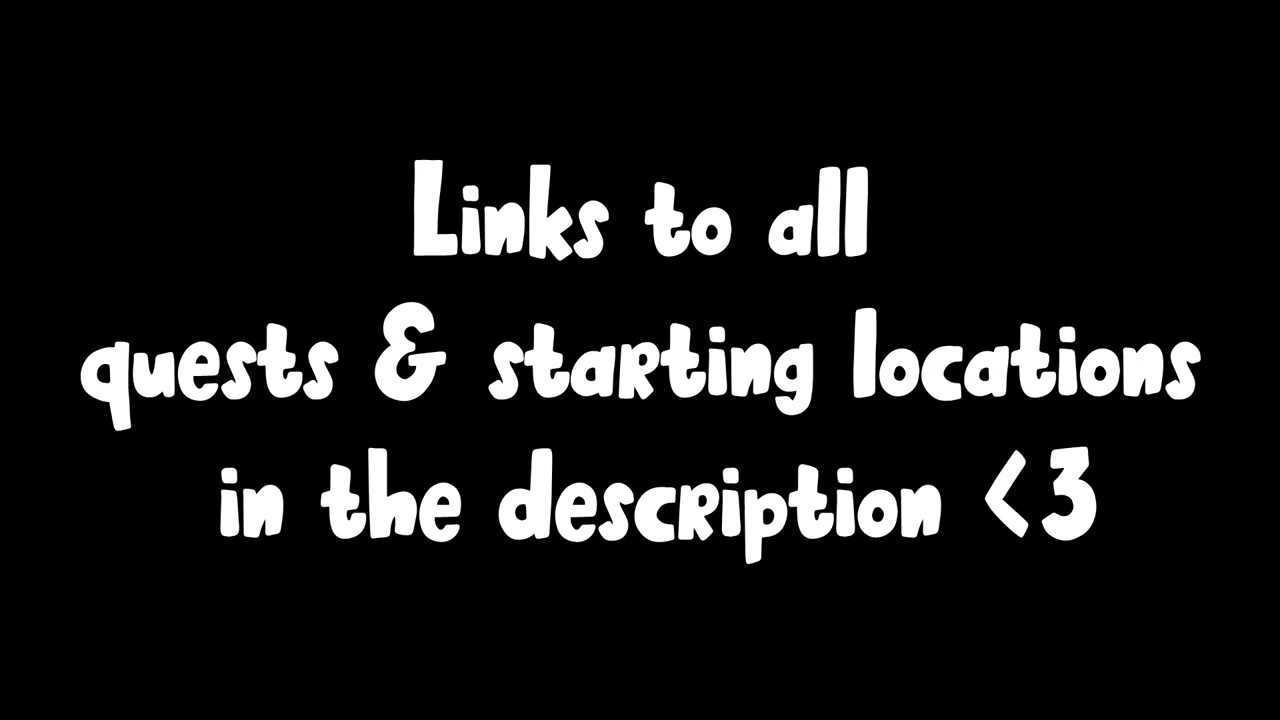 Links to all
quests & starting locations
in the description <3